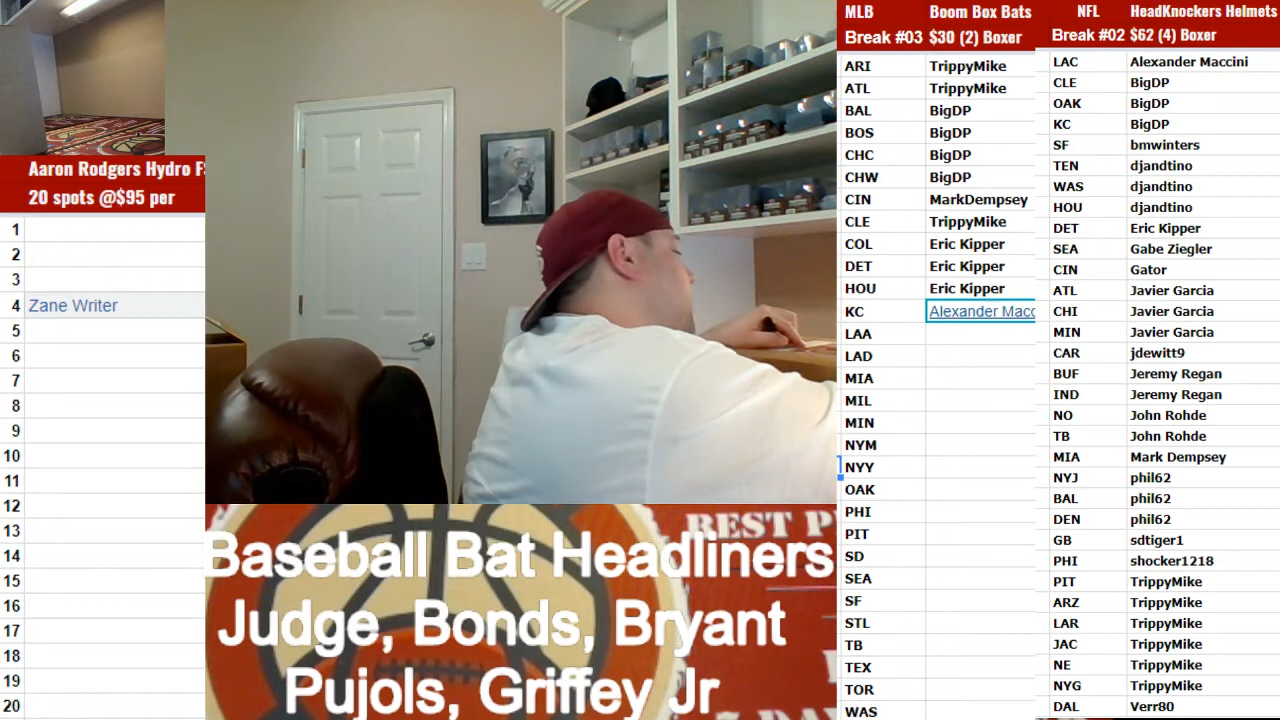 Aaron Rodgers Hydro
20 spots @$95 per
1
2
3
4 Zane Writer
5
6
7
8
9
10
11
12
13
14
15
16
17
18
19
20
REST
Baseball Bat Headliners
Judge, Bonds, Bryant
Pujols, Griffey Jr
MLB Boom Box Bats
Break #03 $30 (2) Boxer
ARI TrippyMike
ATL TrippyMike
BAL BigDP
BOS BigDP
CHC BigDP
CHW BigDP
CIN MarkDempsey
CLE TrippyMike
COL Eric Kipper
DET Eric Kipper
HOU Eric Kipper
KC Alexander Macc
LAA
LAD
MIA
MIL
MIN
NYM
NYY
OAK
PHI
PIT
SD
SEA
SF
STL
TB
TEX
TOR
WAS
NFL HeadKnockers Helmets
Break #02 $62 (4) Boxer
LAC Alexander Maccini
CLE BigDP
OAK BigDP
KC BigDP
SF bmwinters
TEN djandtino
WAS djandtino
HOU djandtino
DET Eric Kipper
SEA Gabe Ziegler
CIN Gator
ATL Javier Garcia
CHI Javier Garcia
MIN Javier Garcia
CAR jdewitt9
BUF Jeremy Regan
IND Jeremy Regan
NO John Rohde
TB John Rohde
MIA Mark Dempsey
NYJ phil62
BAL phil62
DEN phil62
GB sdtiger1
PHI shocker1218
PIT TrippyMike
ARZ TrippyMike
LAR TrippyMike
JAC TrippyMike
NE TrippyMike
NYG TrippyMike
DAL Verr80